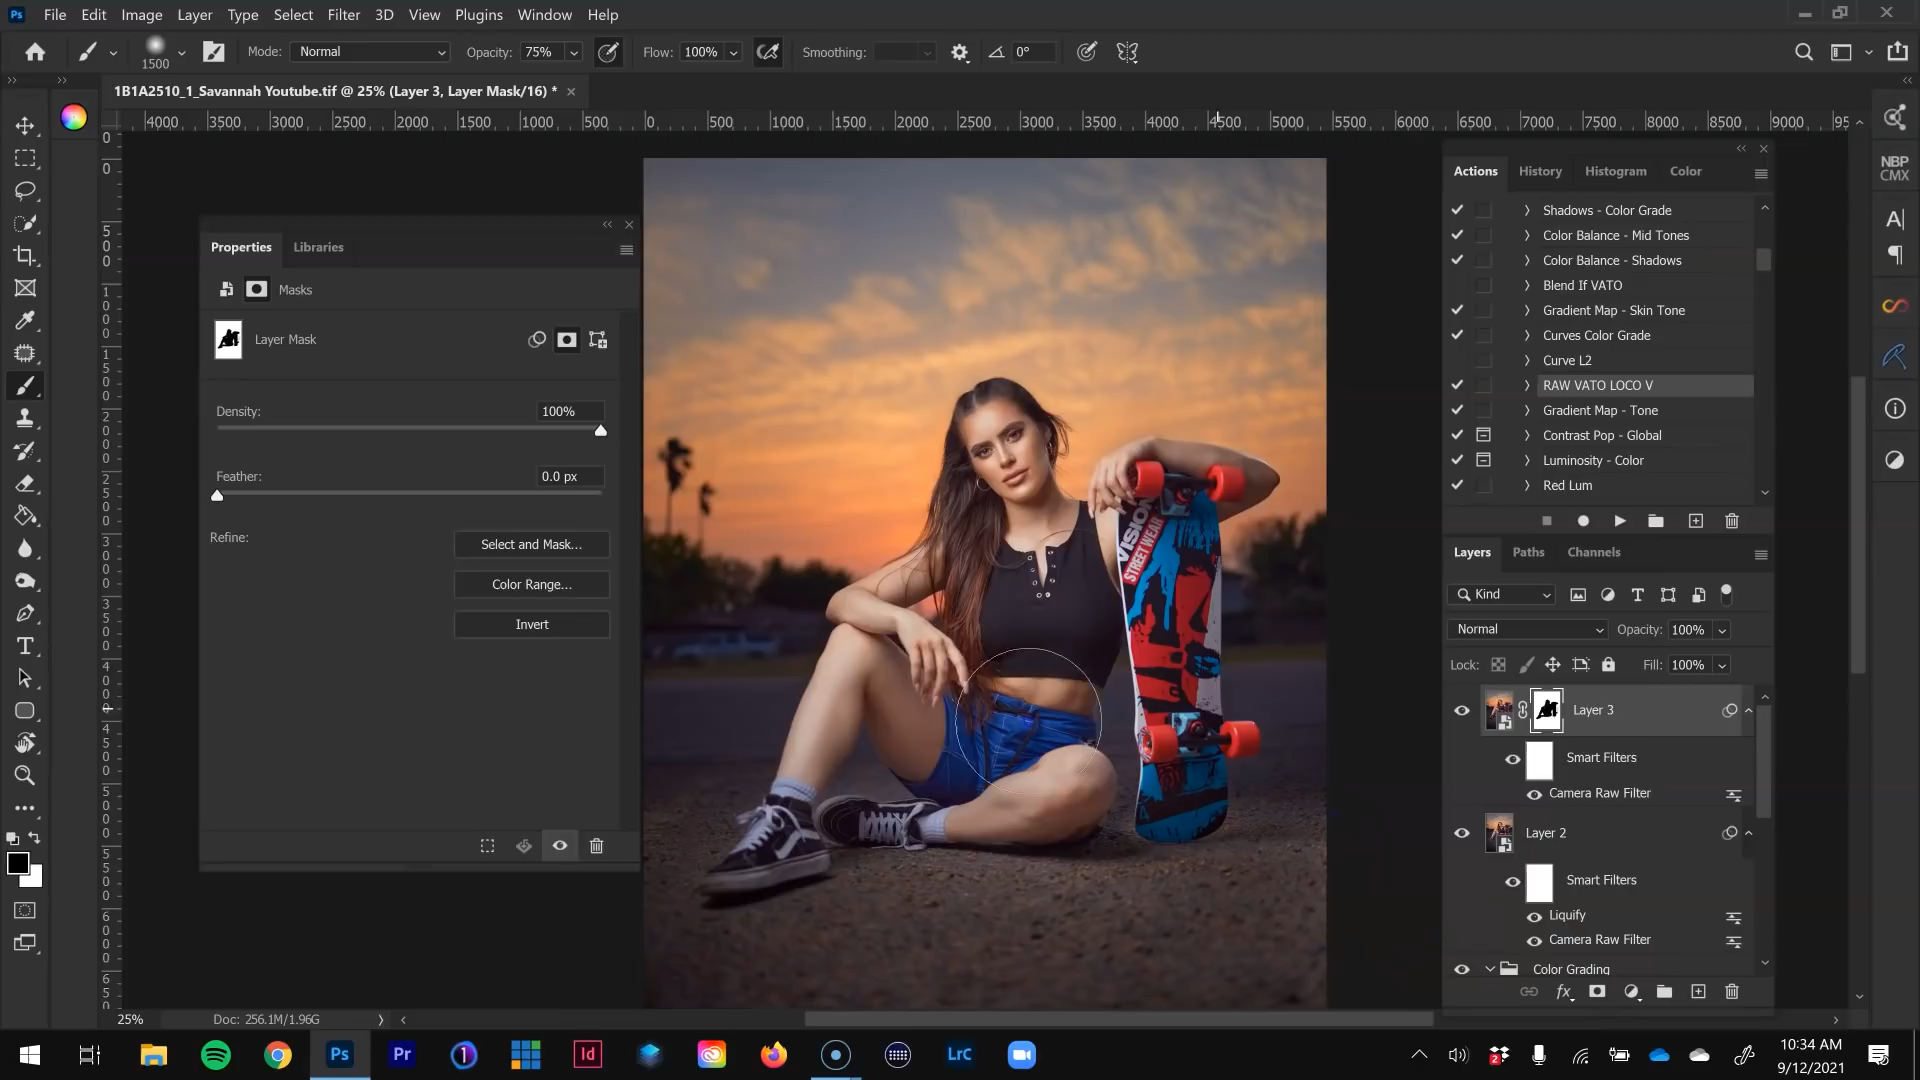 Ps File Edit Image Layer Type Select Filter 3D View Plugins Window Help
1500 Mode: Normal Opacity: 75% Flow: 100% Smoothing: 0°
1B1A2510_1_Savannah Youtube.tif @ 25% (Layer 3, Layer Mask/16) *
4000 3500 3000 2500 2000 1500 1000 500 0 500 1000 1500 2000 2500 3000 3500 4000 4500 5000 5500 6000 6500 7000 7500 8000 8500 9000 95
Properties Libraries
Masks
Layer Mask
Density: 100%
Feather: 0.0 px
Refine:
Select and Mask...
Color Range...
Invert
VISION
STREET WEAR
Actions History Histogram Color
Shadows - Color Grade
Color Balance - Mid Tones
Color Balance - Shadows
Blend If VATO
Gradient Map - Skin Tone
Curves Color Grade
Curve L2
RAW VATO LOCO V
Gradient Map - Tone
Contrast Pop - Global
Luminosity - Color
Red Lum
NBP
CMX
Layers Paths Channels
Kind
Normal Opacity: 100%
Lock: Fill: 100%
Layer 3
Smart Filters
Camera Raw Filter
Layer 2
Smart Filters
Liquify
Camera Raw Filter
Color Grading
fx
25% Doc: 256.1M/1.96G
Ps Pr Id LrC
10:34 AM
9/12/2021